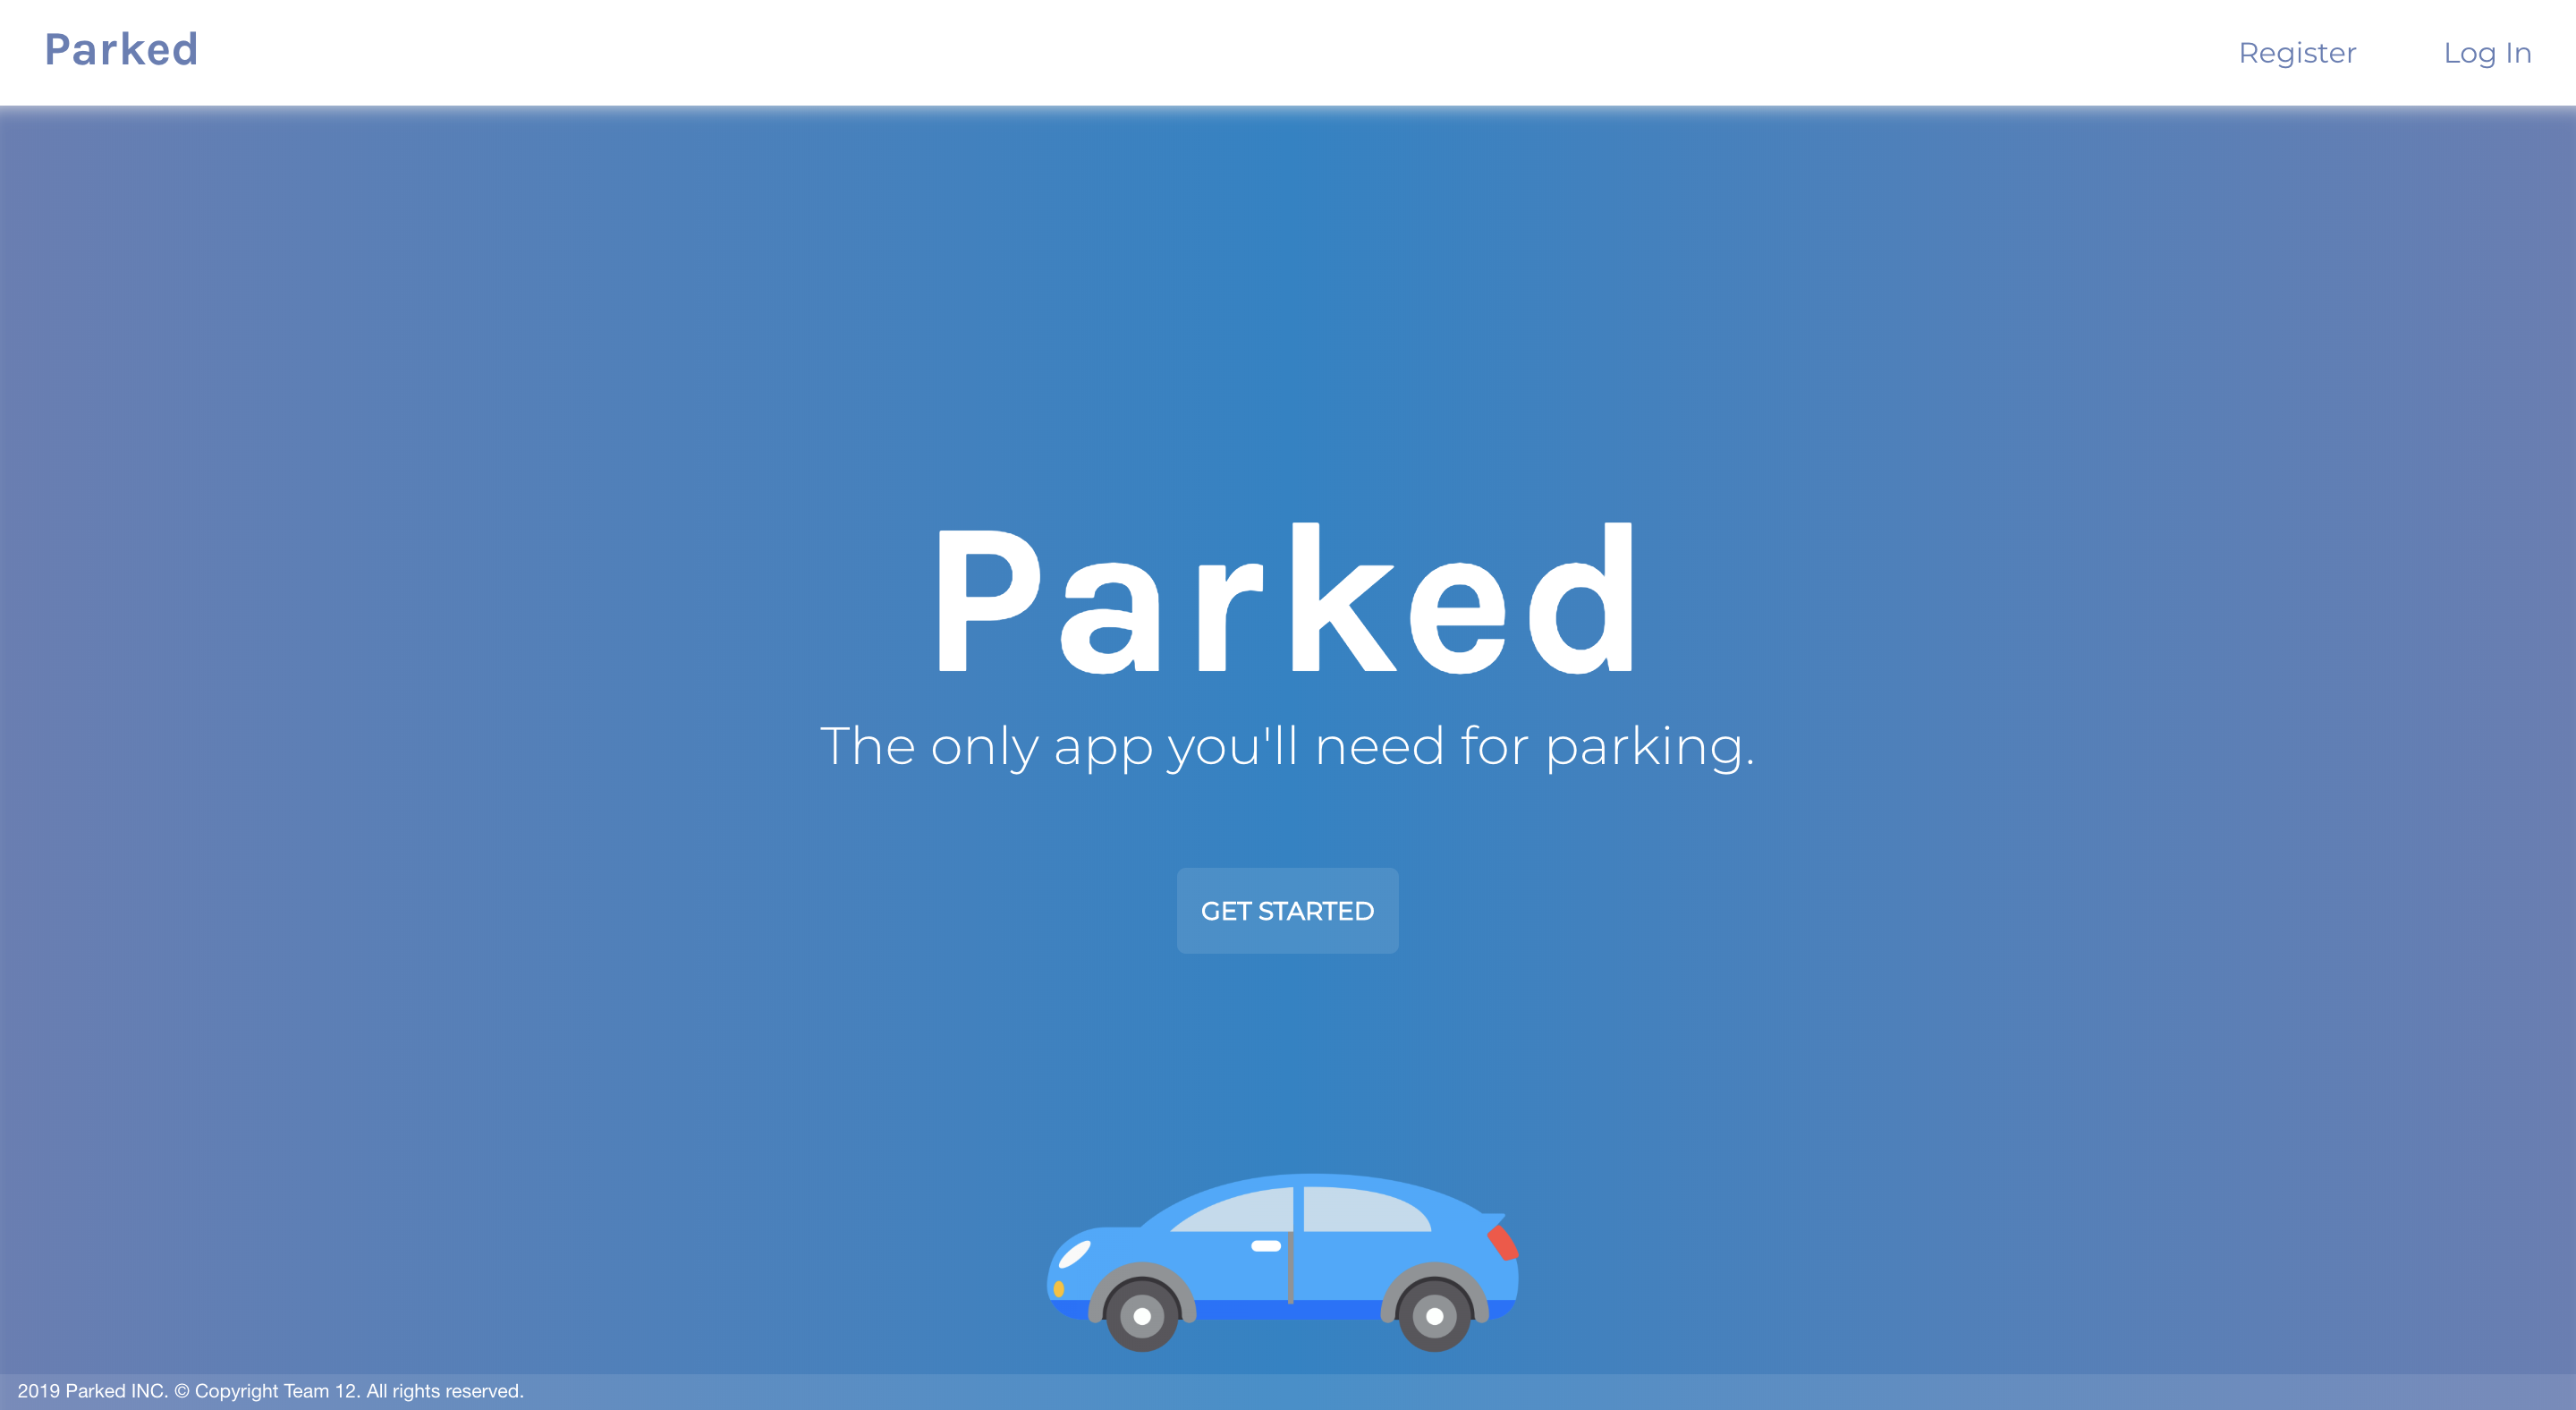 Parked
Register
Log In
Parked
The only app you'll need for parking.
GET STARTED
2019 Parked INC. © Copyright Team 12. All rights reserved.